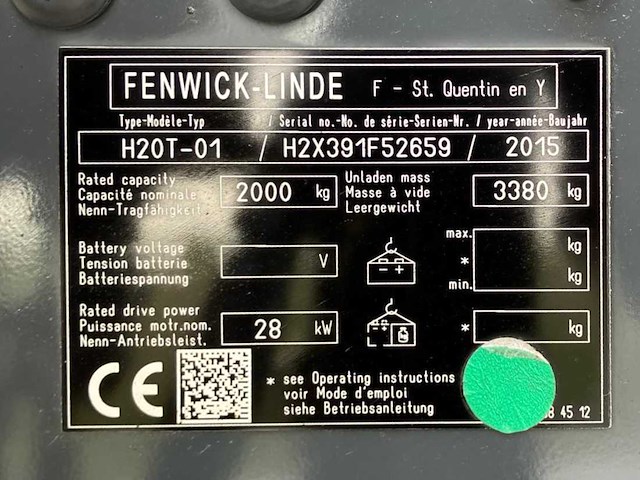 FENWICK-LINDE F - St. Quentin en Y
Type-Modèle-Typ / Serial no.-No. de série-Serien-Nr. / year-année-Baujahr
H20T-01 / H2X391F52659 / 2015
Rated capacity
Capacité nominale
Nenn-Tragfähigkeit
2000 kg
Unladen mass
Masse à vide
Leergewicht
3380 kg
Battery voltage
Tension batterie
Batteriespannung
V
- +
max. kg
*
min. kg
Rated drive power
Puissance motr.nom.
Nenn-Antriebsleist.
28 kW
* kg
CE
* see Operating instructions
voir Mode d'emploi
siehe Betriebsanleitung
45 12